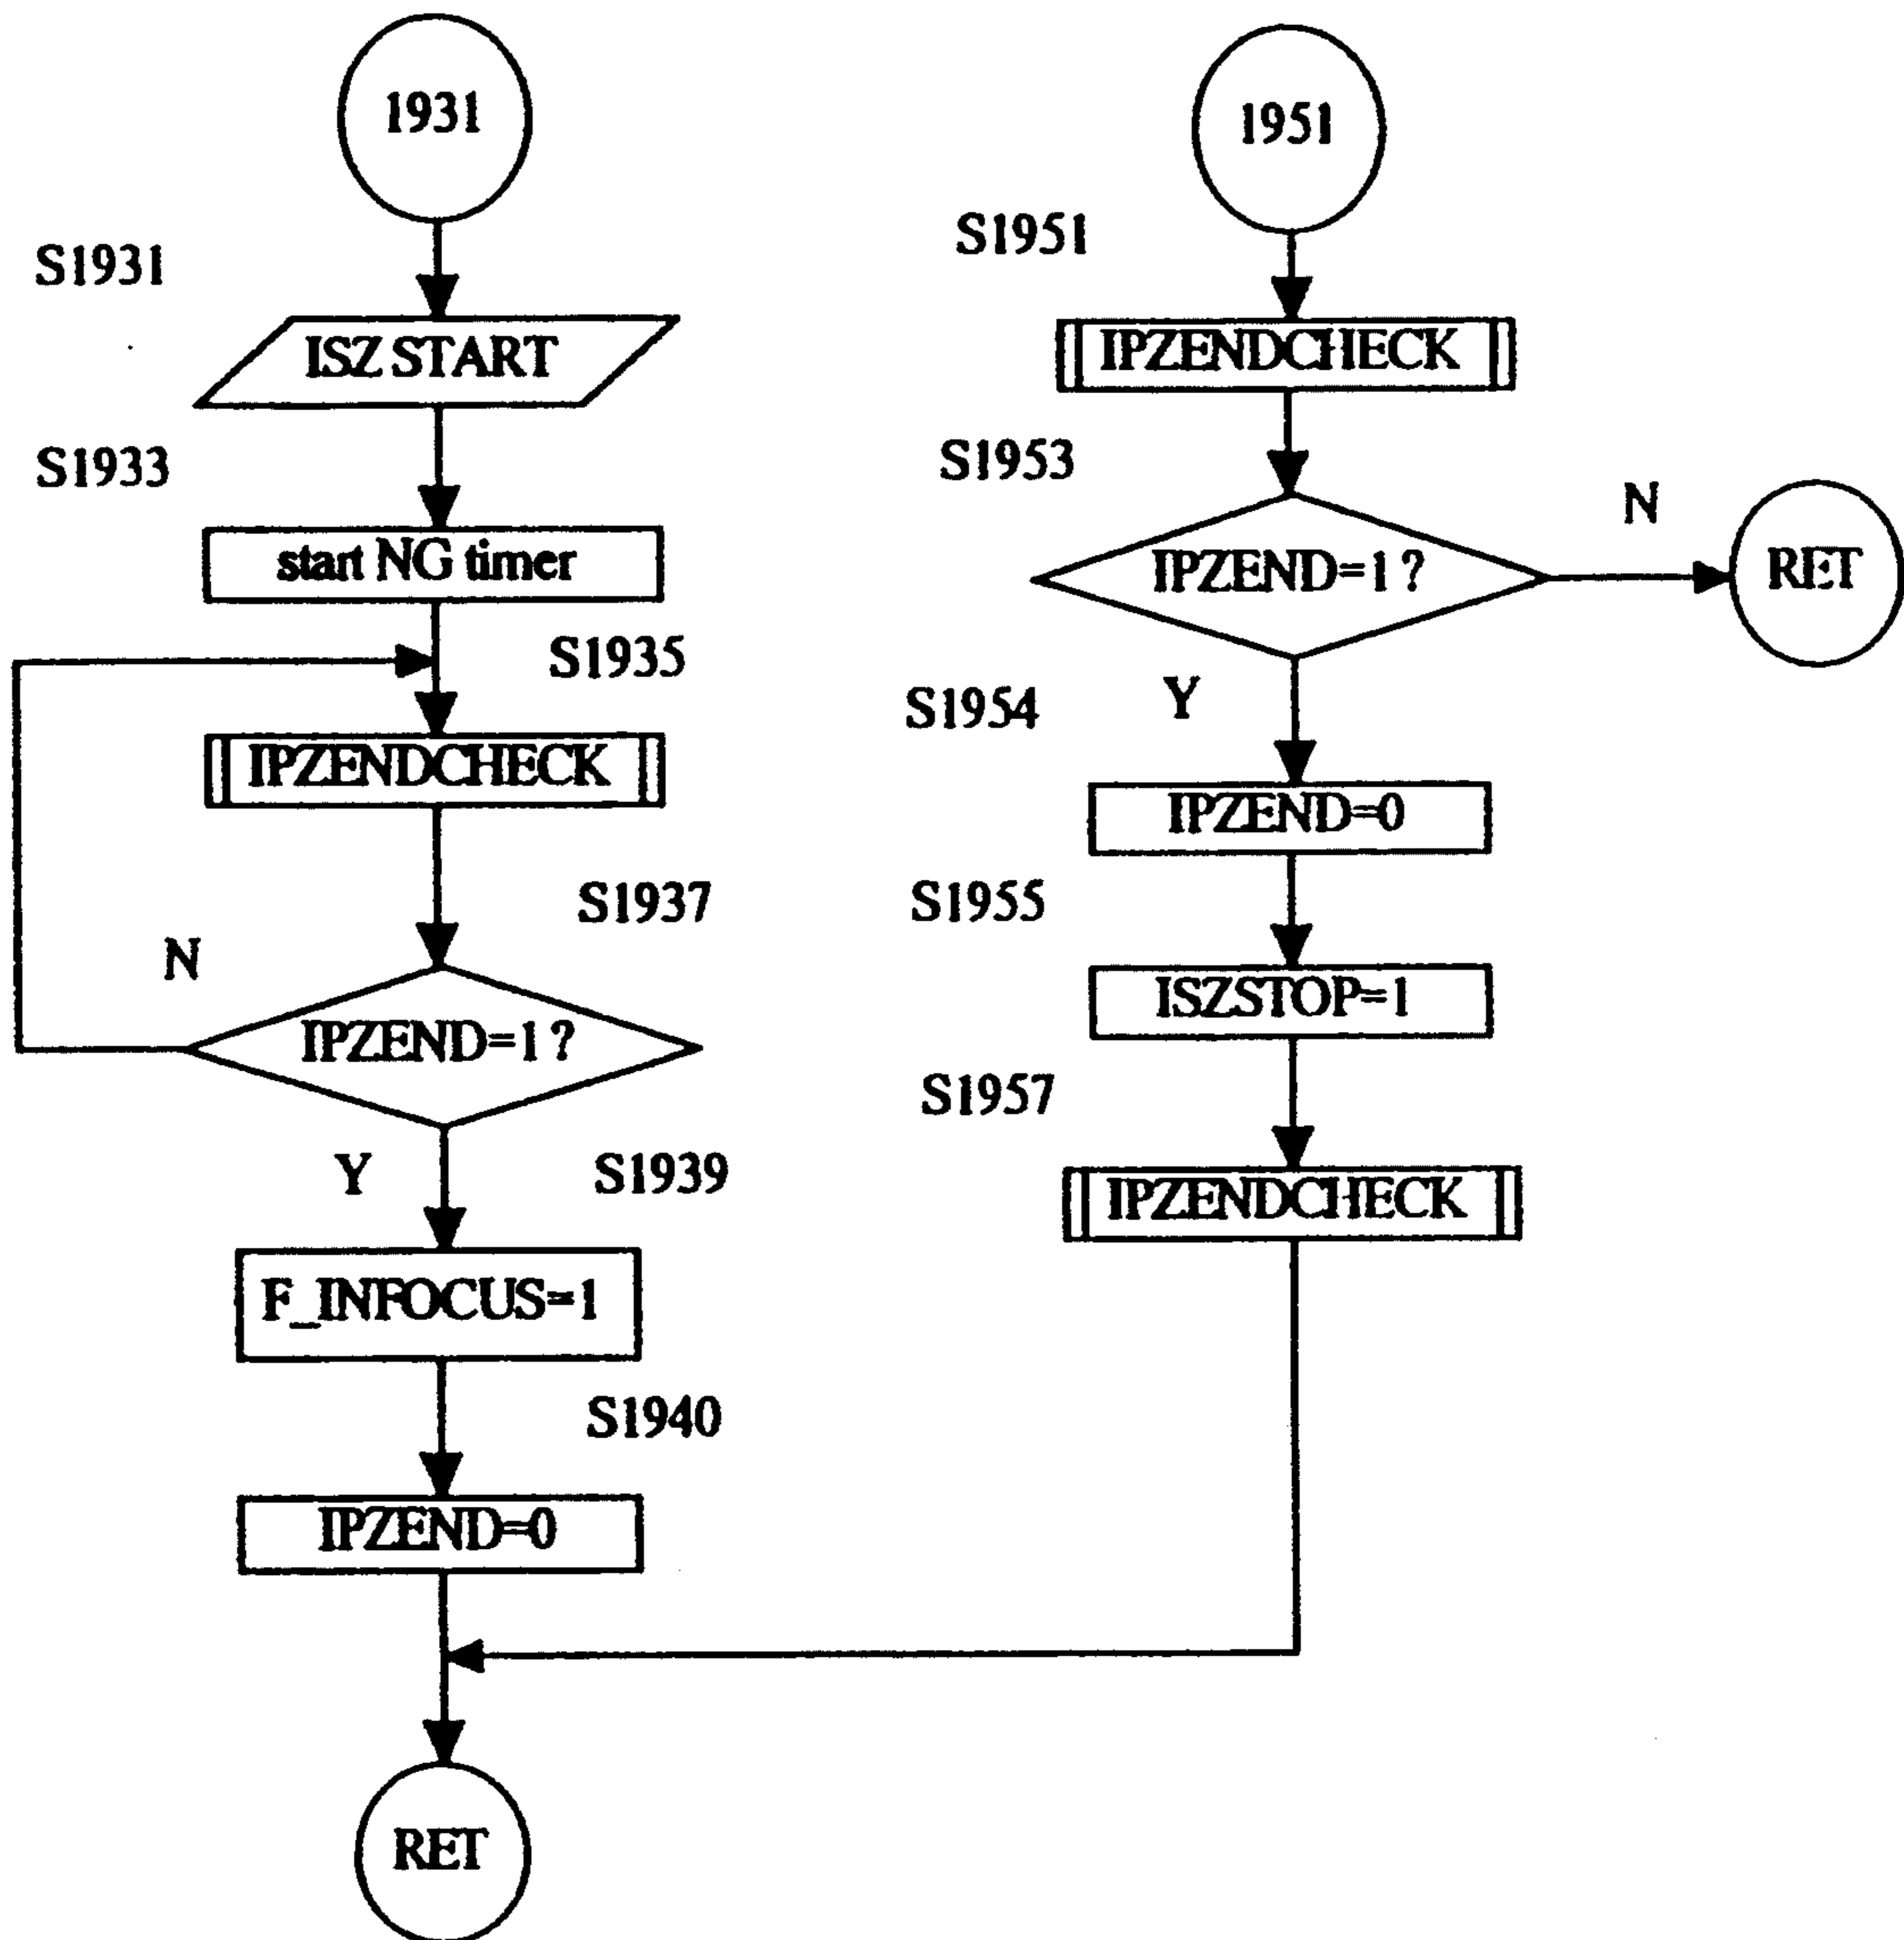 1931
S1931
ISZ START
S1933
start NG timer
S1935
IPZENDCHECK
S1937
N
IPZEND=1 ?
Y
S1939
F_INFOCUS=1
S1940
IPZEND=0
RET
1951
S1951
IPZENDCHECK
S1953
N
IPZEND=1 ?
RET
S1954
Y
IPZEND=0
S1955
ISZSTOP=1
S1957
IPZENDCHECK